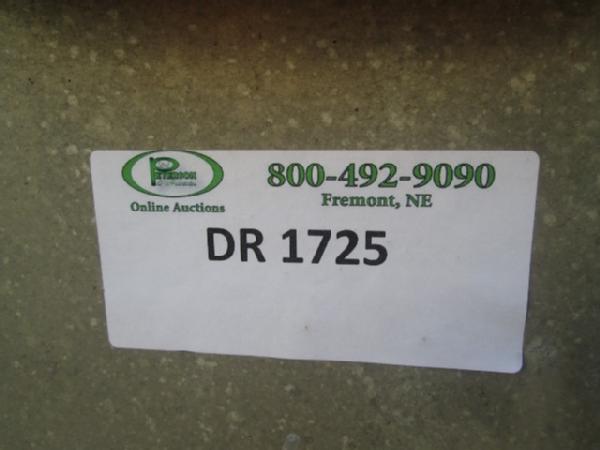 PETERSON
800-492-9090
Online Auctions
Fremont, NE
DR 1725